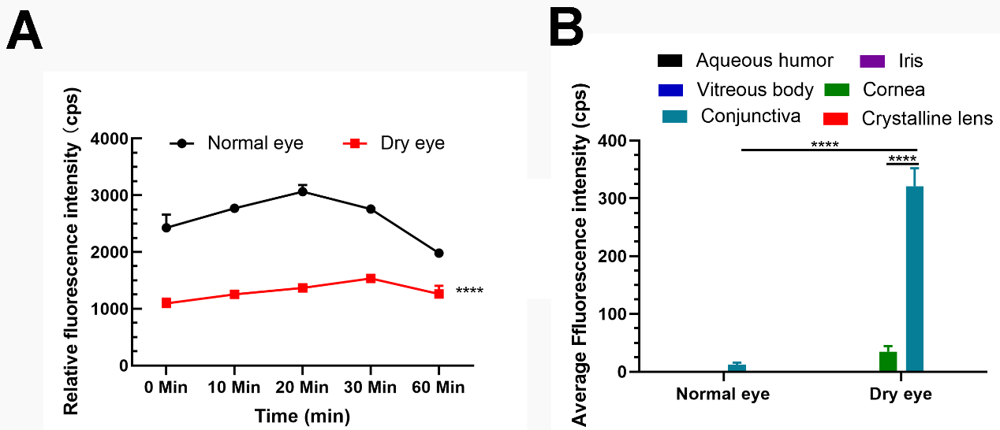 A
Relative fluorescence intensity（cps)
4000
3000
2000
1000
0
Normal eye
Dry eye
****
0 Min
10 Min
20 Min
30 Min
60 Min
Time (min)
B
Aqueous humor
Iris
Vitreous body
Cornea
Conjunctiva
Crystalline lens
Average Ffluorescence intensity (cps)
400
300
200
100
0
****
****
Normal eye
Dry eye